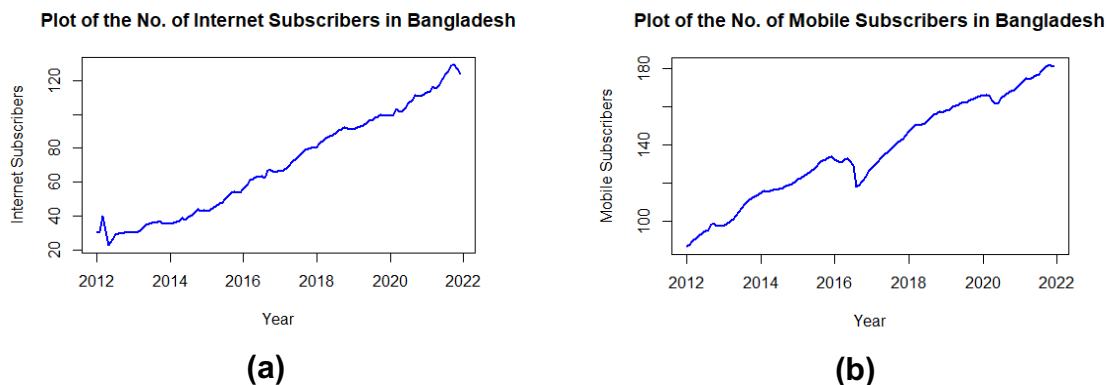 Plot of the No. of Internet Subscribers in Bangladesh
Internet Subscribers
120
80
60
40
20
2012 2014 2016 2018 2020 2022
Year
(a)
Plot of the No. of Mobile Subscribers in Bangladesh
Mobile Subscribers
180
140
100
2012 2014 2016 2018 2020 2022
Year
(b)